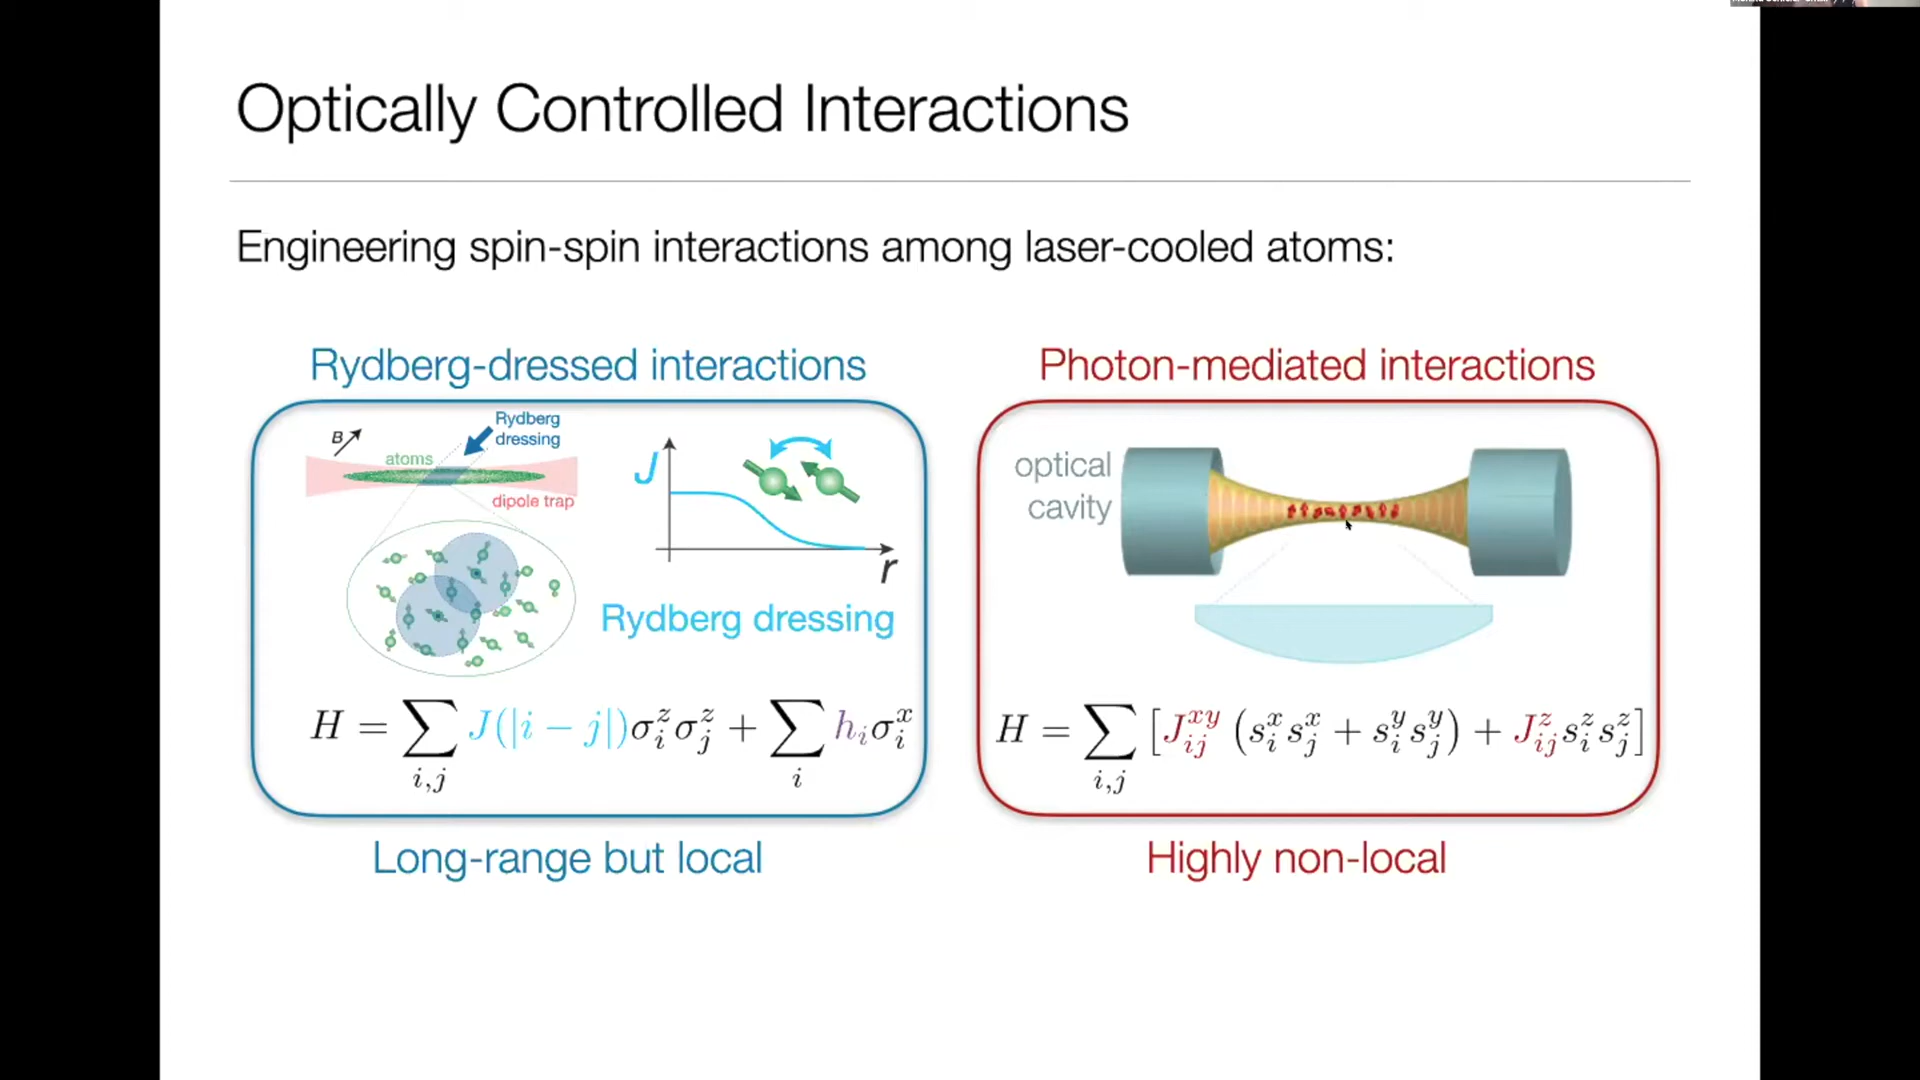 Optically Controlled Interactions
Engineering spin-spin interactions among laser-cooled atoms:
Rydberg-dressed interactions
B
Rydberg
dressing
atoms
dipole trap
J
r
Rydberg dressing
H = ∑_{i,j} J(|i − j|)σ_i^z σ_j^z + ∑_i h_i σ_i^x
Long-range but local
Photon-mediated interactions
optical
cavity
H = ∑_{i,j} [J_{ij}^{xy} (s_i^x s_j^x + s_i^y s_j^y) + J_{ij}^z s_i^z s_j^z]
Highly non-local